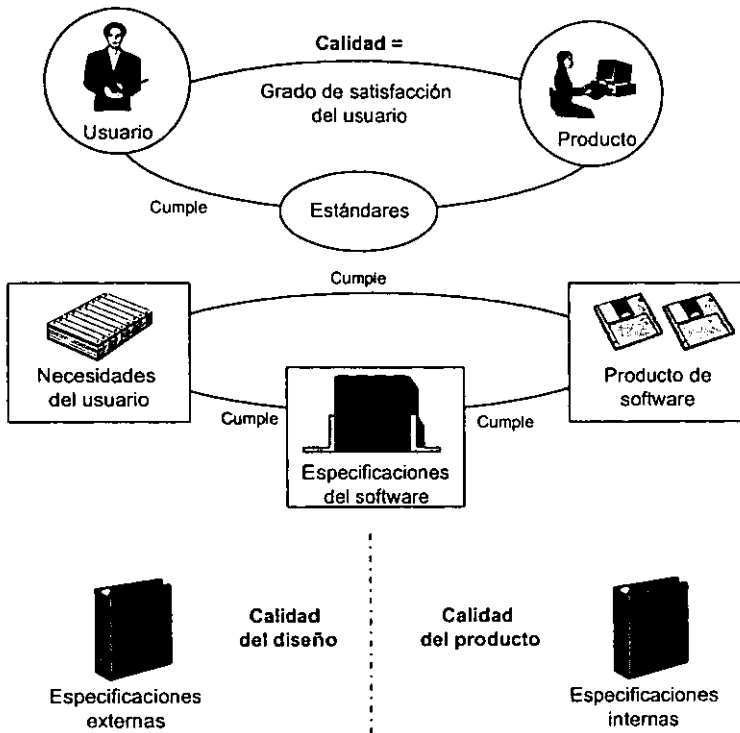 Calidad =
Grado de satisfacción
del usuario
Usuario
Producto
Cumple
Estándares
Cumple
Necesidades
del usuario
Producto de
software
Cumple
Cumple
Especificaciones
del software
Calidad
del diseño
Calidad
del producto
Especificaciones
externas
Especificaciones
internas